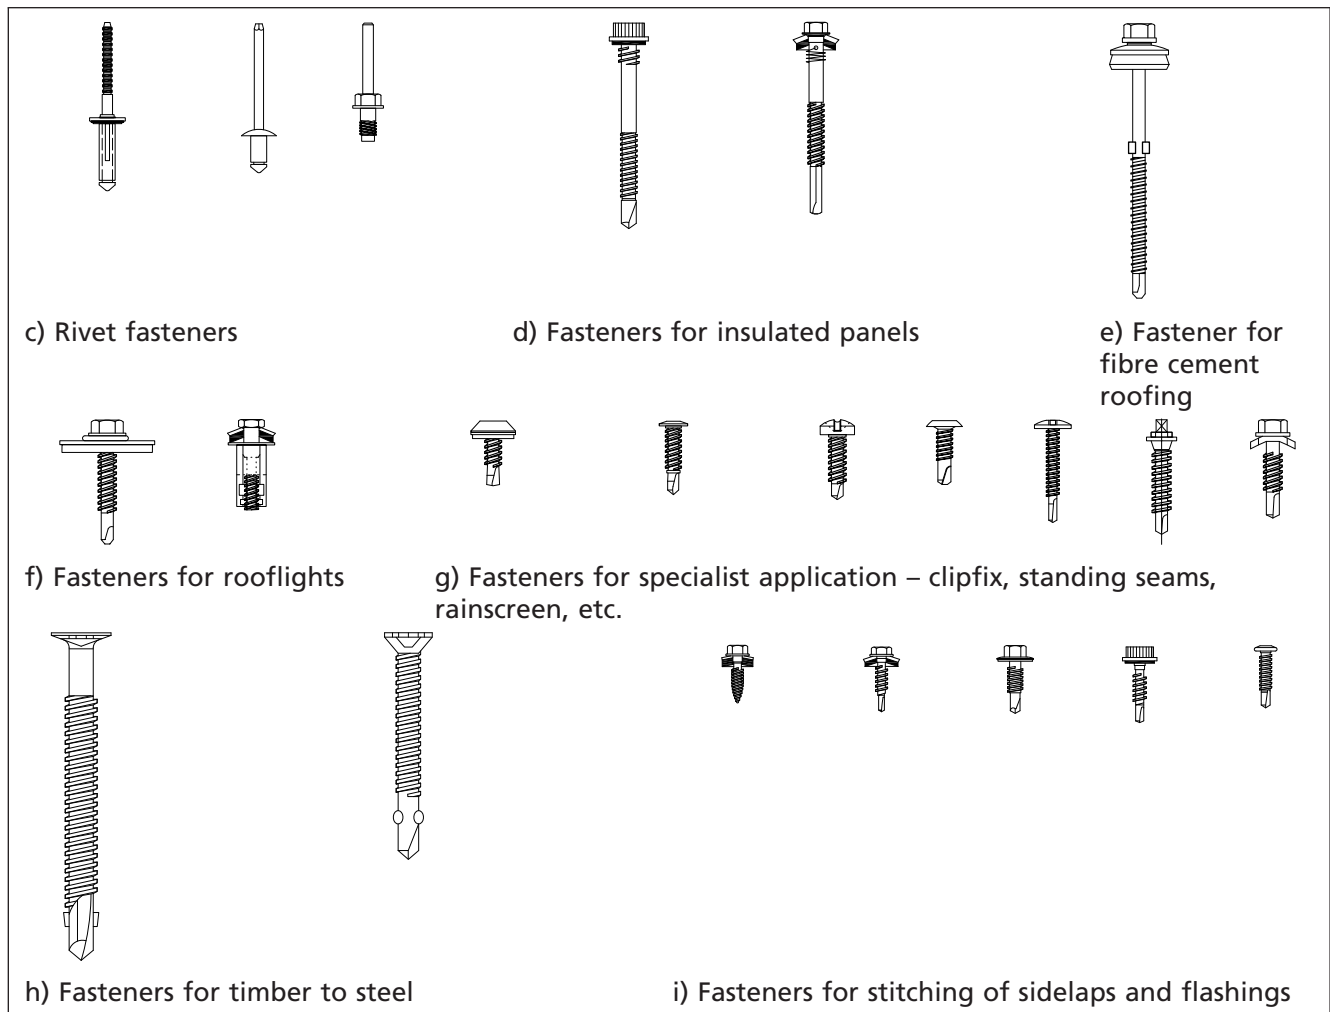 c) Rivet fasteners
d) Fasteners for insulated panels
e) Fastener for
fibre cement
roofing
f) Fasteners for rooflights
g) Fasteners for specialist application – clipfix, standing seams,
rainscreen, etc.
h) Fasteners for timber to steel
i) Fasteners for stitching of sidelaps and flashings